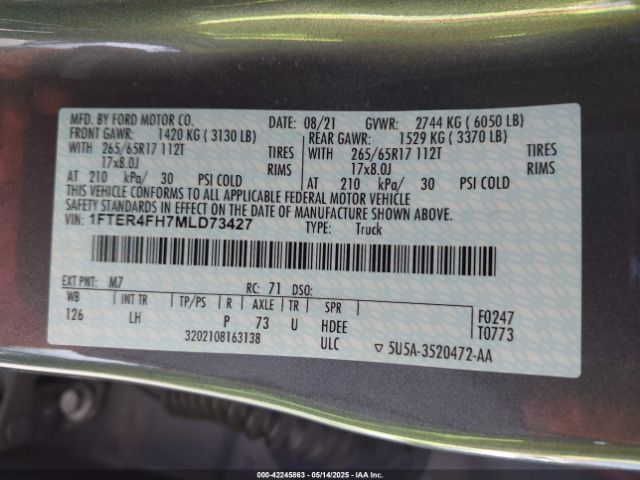 MFD. BY FORD MOTOR CO.
DATE: 08/21 GVWR: 2744 KG ( 6050 LB)
FRONT GAWR: 1420 KG ( 3130 LB)
REAR GAWR: 1529 KG ( 3370 LB)
WITH 265/65R17 112T TIRES
WITH 265/65R17 112T TIRES
17x8.0J RIMS
17x8.0J RIMS
AT 210 kPa/ 30 PSI COLD
AT 210 kPa/ 30 PSI COLD
THIS VEHICLE CONFORMS TO ALL APPLICABLE FEDERAL MOTOR VEHICLE
SAFETY AND THEFT PREVENTION STANDARDS IN EFFECT ON THE
DATE OF MANUFACTURE SHOWN ABOVE.
VIN: 1FTER4FH7MLD73427
TYPE: Truck
EXT PNT: M7 RC: 71 DSO:
WB INT TR TP/PS R AXLE TR SPR
126 LH P 73 U HDEE
F0247
T0773
3202108163138 ULC ▽ 5U5A-3520472-AA
000-42245863 - 05/14/2025 - IAA Inc.